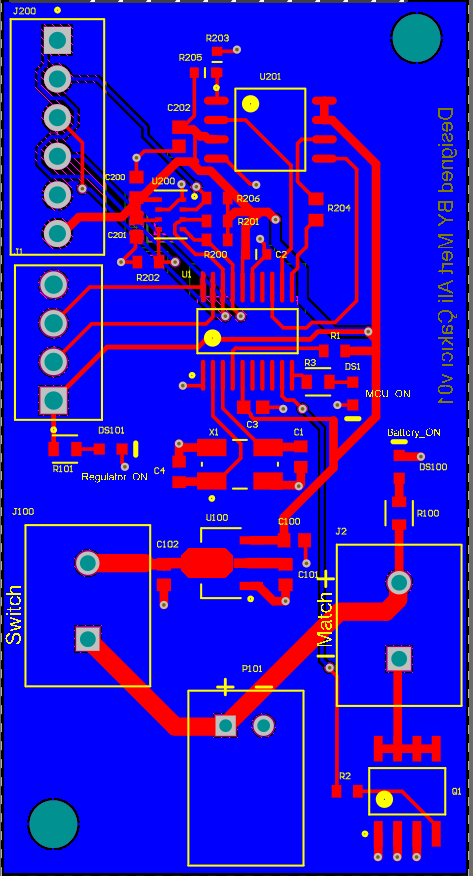 J200
R203
R205
U201
C202
C200
U200
R206
R204
R201
C201
R200
C2
R202
J1
U1
R1
R3
DS1
MCU_ON
Designed BY Mert Ali Çakıcı v01
C3
DS101
X1
C1
Battery_ON
R101
Regulator_ON
C4
DS100
J100
U100
C100
R100
J2
C102
C101
Switch
Match
+
P101
+
R2
Q1